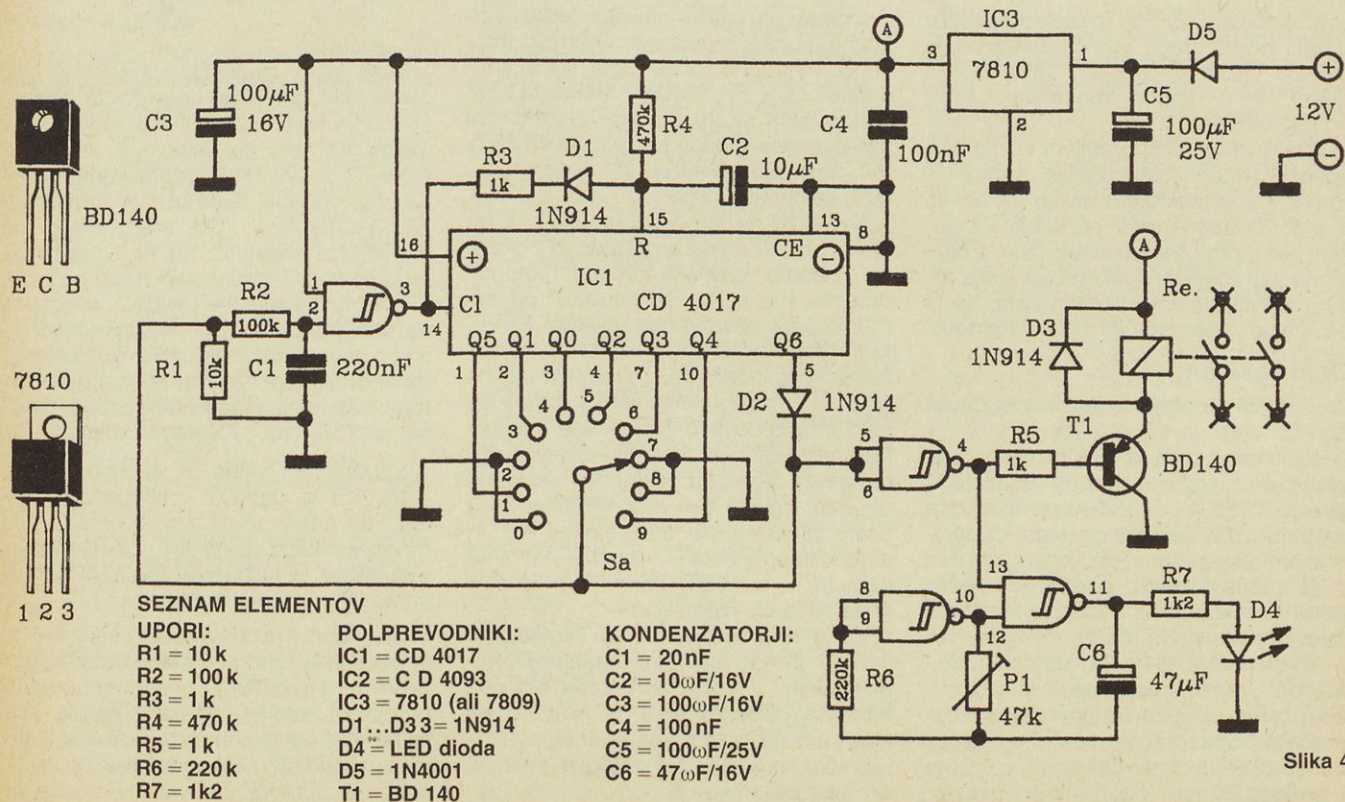 IC3
A
D5
3
7810
1
+
100µF
16V
C3
R4
470k
C4
100nF
2
C5
100µF
25V
12V
−
R3
1k
D1
1N914
C2
10µF
BD140
E C B
16
+
15
R
13
CE
−
8
A
IC1
CD 4017
R2
100k
1
2
3
Cl
14
Re.
R1
10k
C1
220nF
Q5 Q1 Q0 Q2 Q3 Q4 Q6
1 2 3 4 7 10 5
D3
1N914
7810
D2
1N914
4
5
3
6
2
7
1
8
0
9
Sa
5
6
4
R5
1k
T1
BD140
1 2 3
13
8
9
10
12
11
R7
1k2
D4
R6
220k
P1
47k
C6
47µF
SEZNAM ELEMENTOV
UPORI:
R1 = 10 k
R2 = 100 k
R3 = 1 k
R4 = 470 k
R5 = 1 k
R6 = 220 k
R7 = 1k2
POLPREVODNIKI:
IC1 = CD 4017
IC2 = C D 4093
IC3 = 7810 (ali 7809)
D1...D3 3= 1N914
D4 = LED dioda
D5 = 1N4001
T1 = BD 140
KONDENZATORJI:
C1 = 20 nF
C2 = 10ωF/16V
C3 = 100ωF/16V
C4 = 100 nF
C5 = 100ωF/25V
C6 = 47ωF/16V
Slika 4